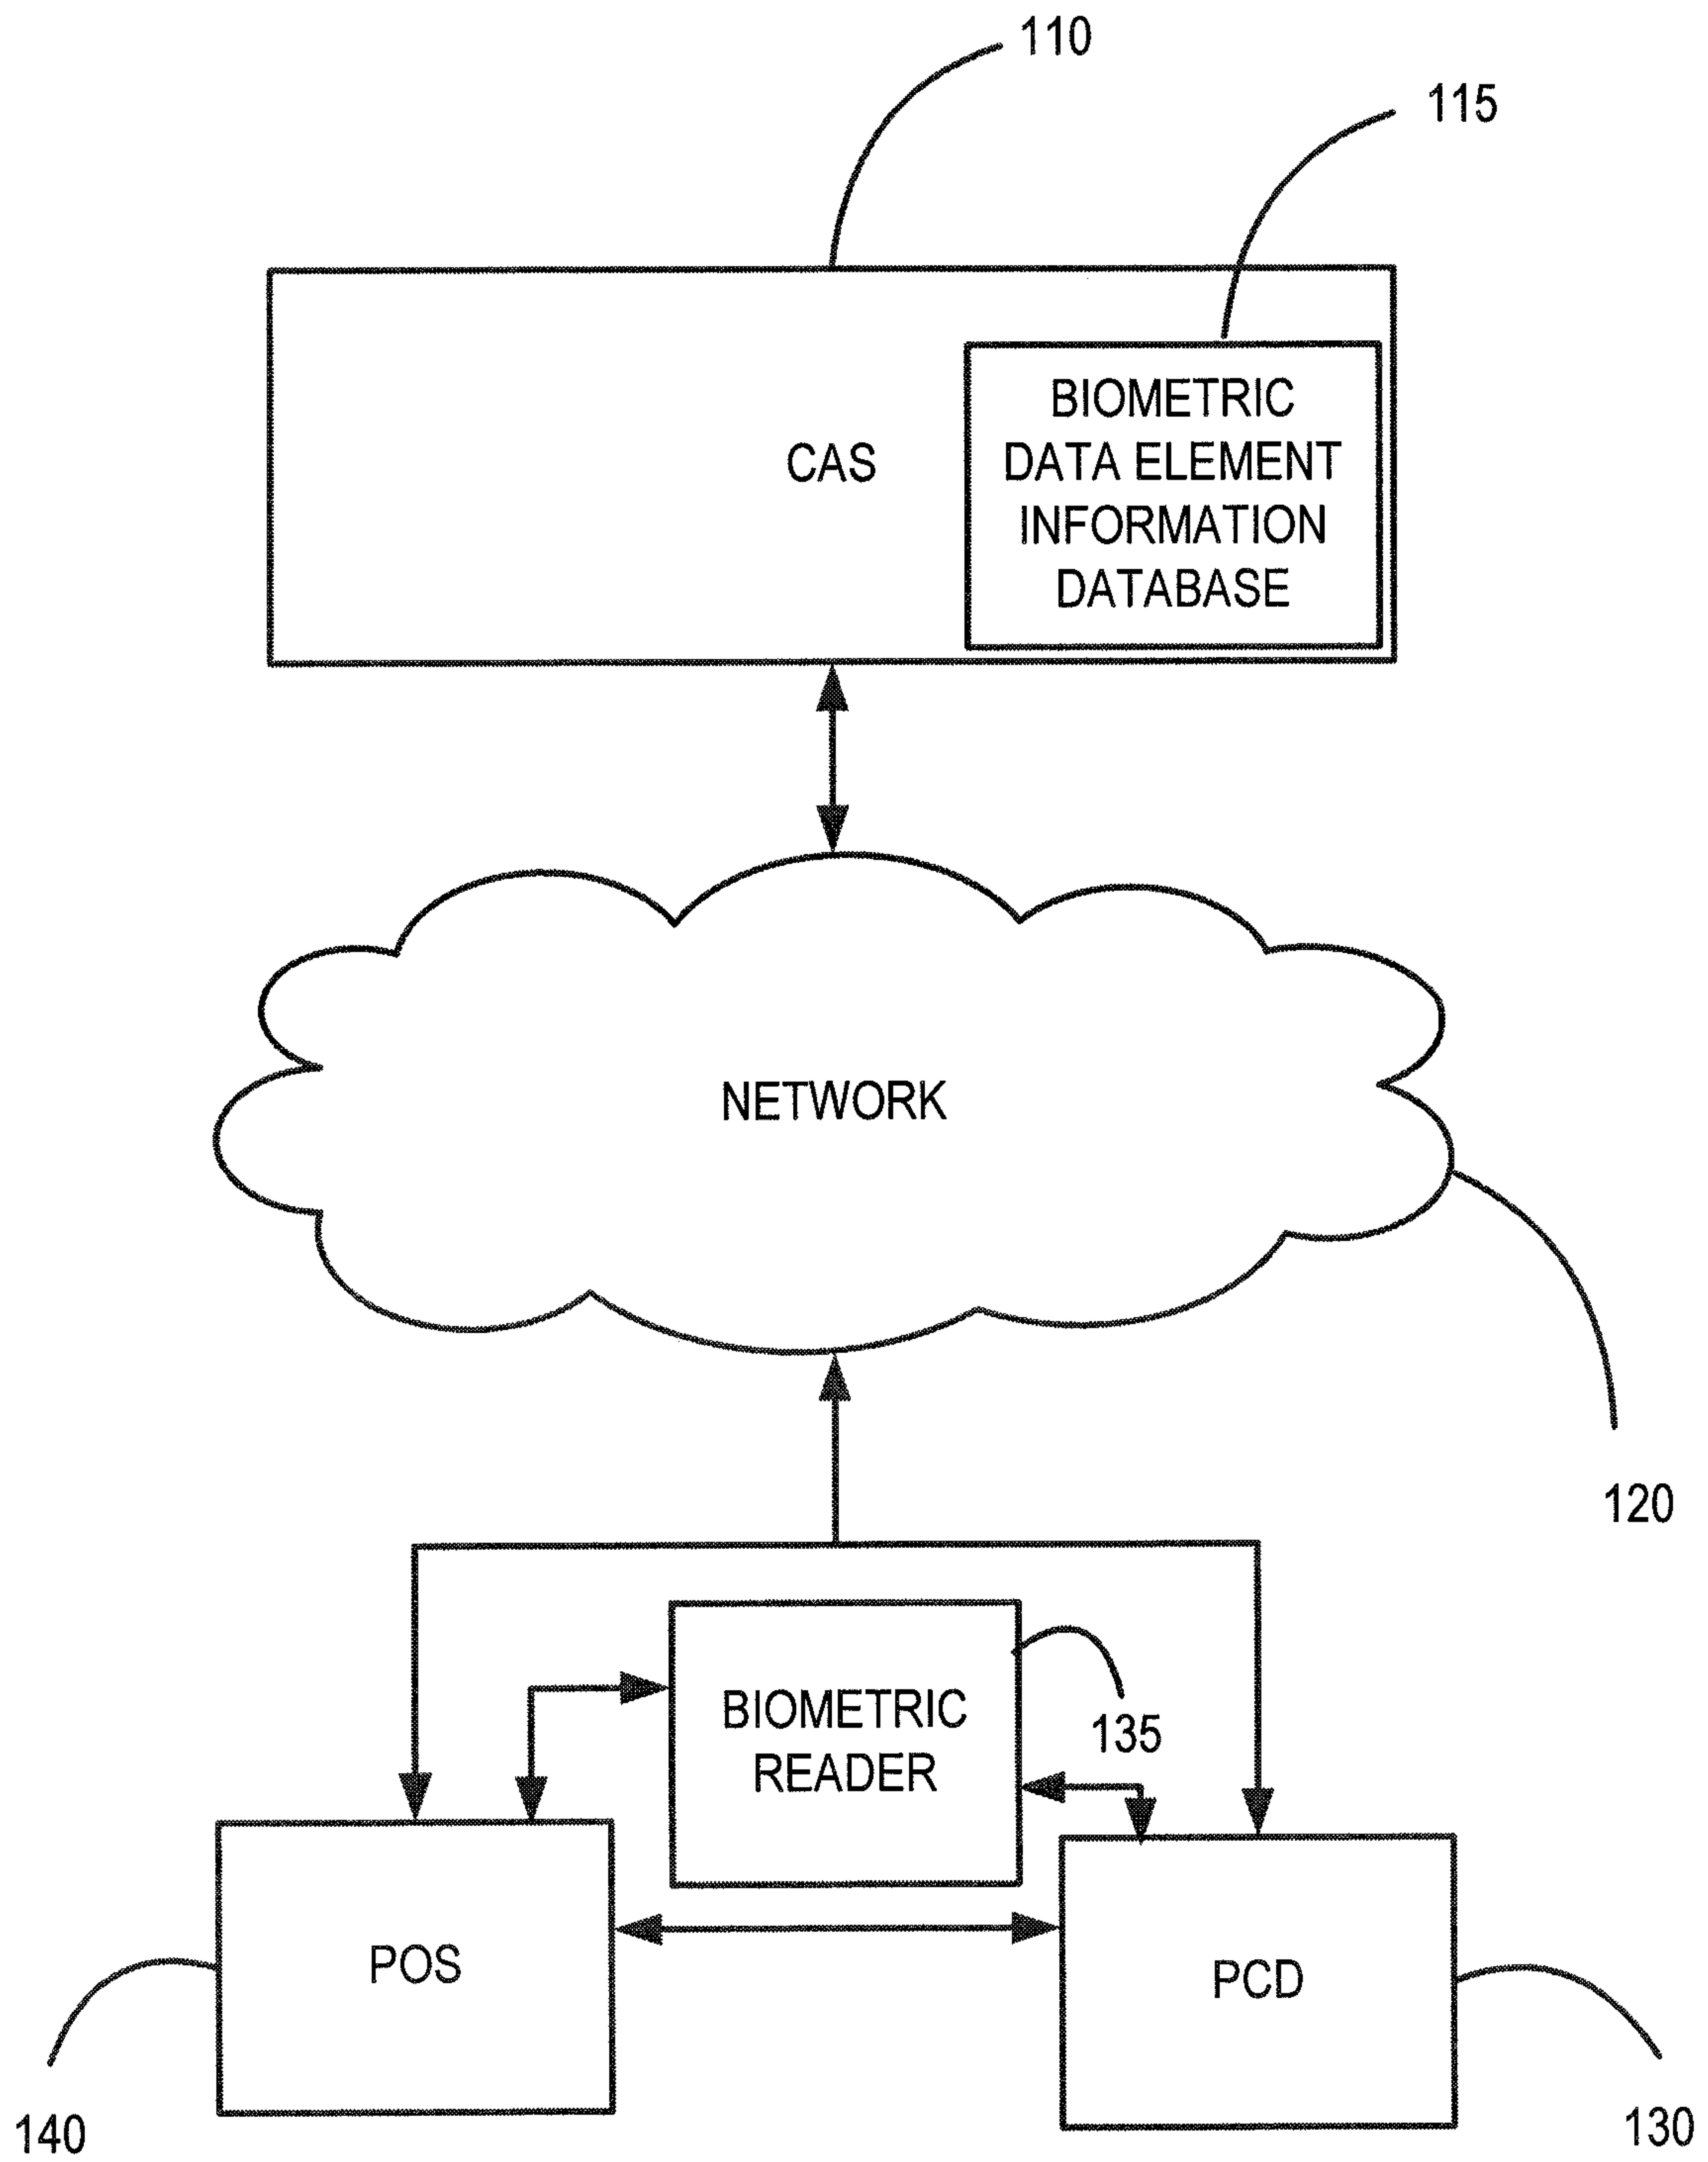 110
115
CAS
BIOMETRIC
DATA ELEMENT
INFORMATION
DATABASE
NETWORK
120
BIOMETRIC
READER
135
POS
PCD
140
130